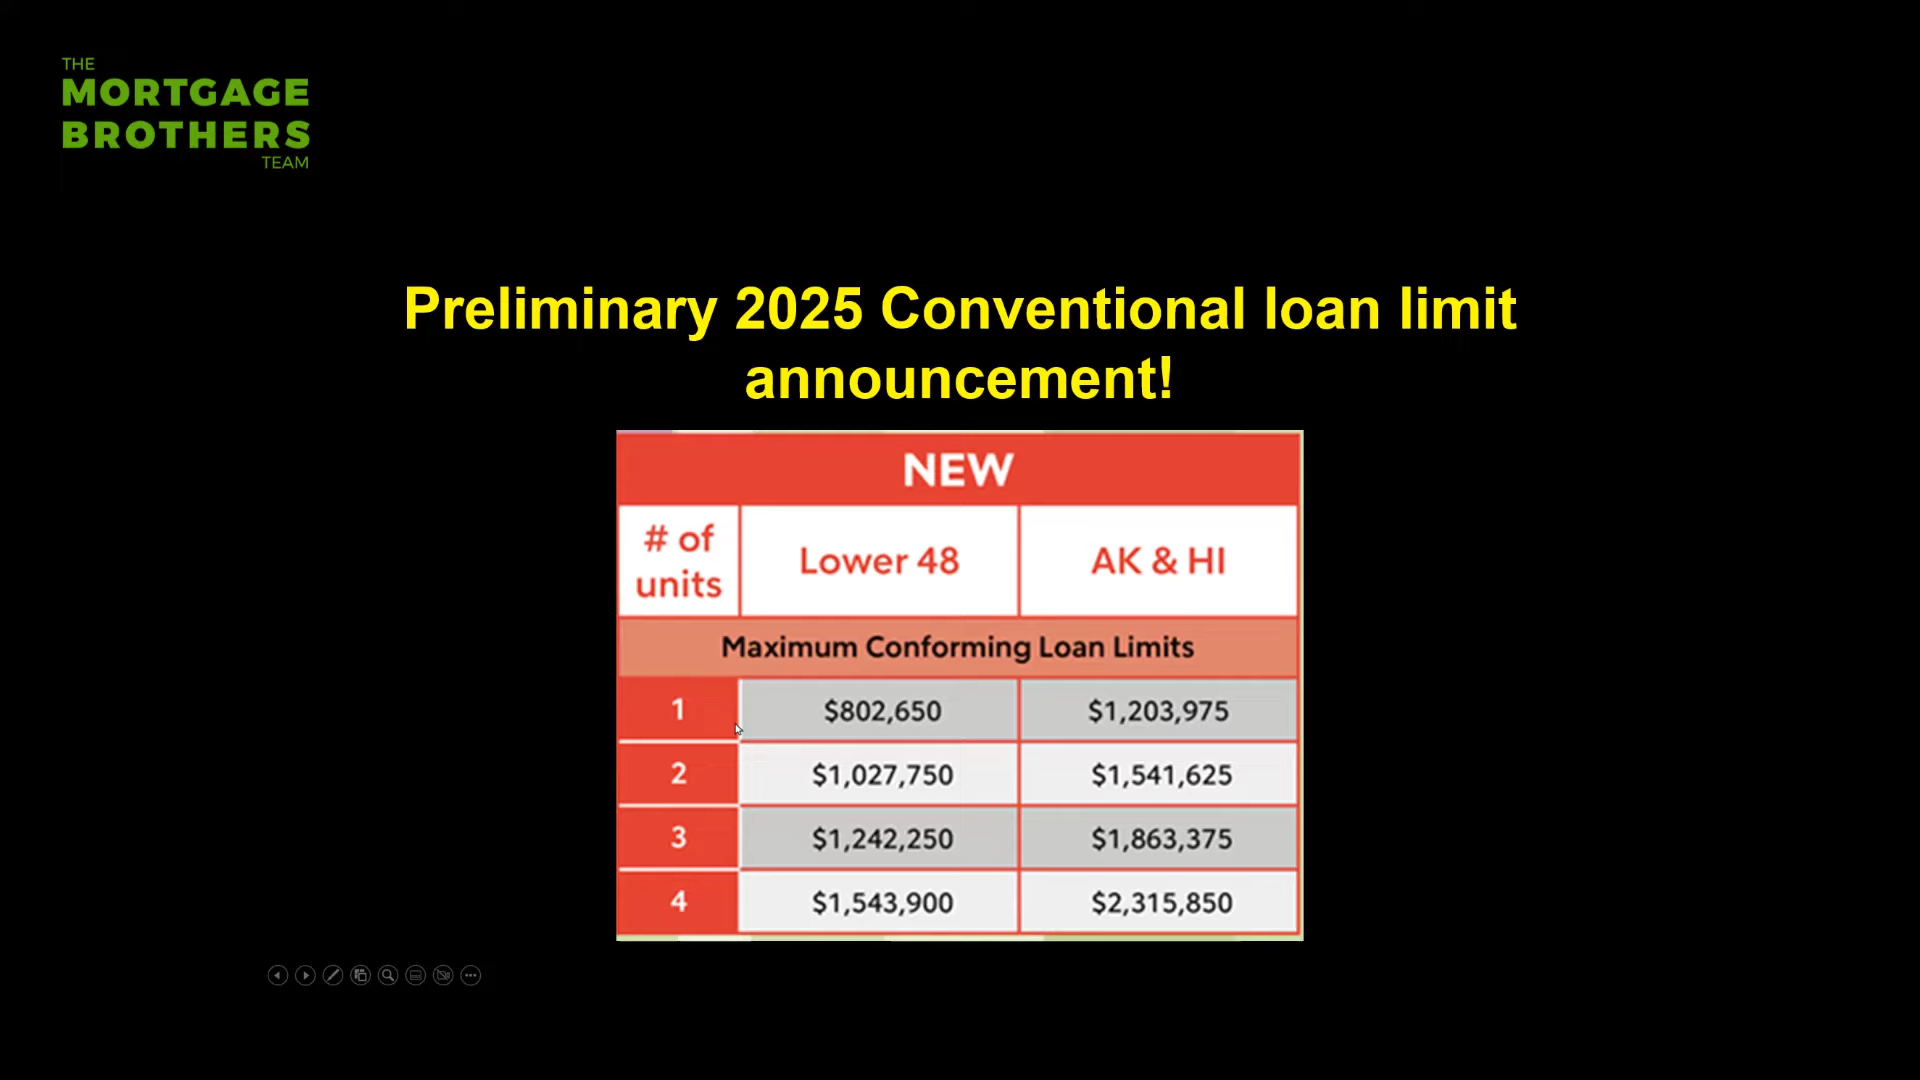 THE
MORTGAGE
BROTHERS
TEAM
Preliminary 2025 Conventional loan limit
announcement!
NEW
# of
units
Lower 48
AK & HI
Maximum Conforming Loan Limits
1 $802,650 $1,203,975
2 $1,027,750 $1,541,625
3 $1,242,250 $1,863,375
4 $1,543,900 $2,315,850